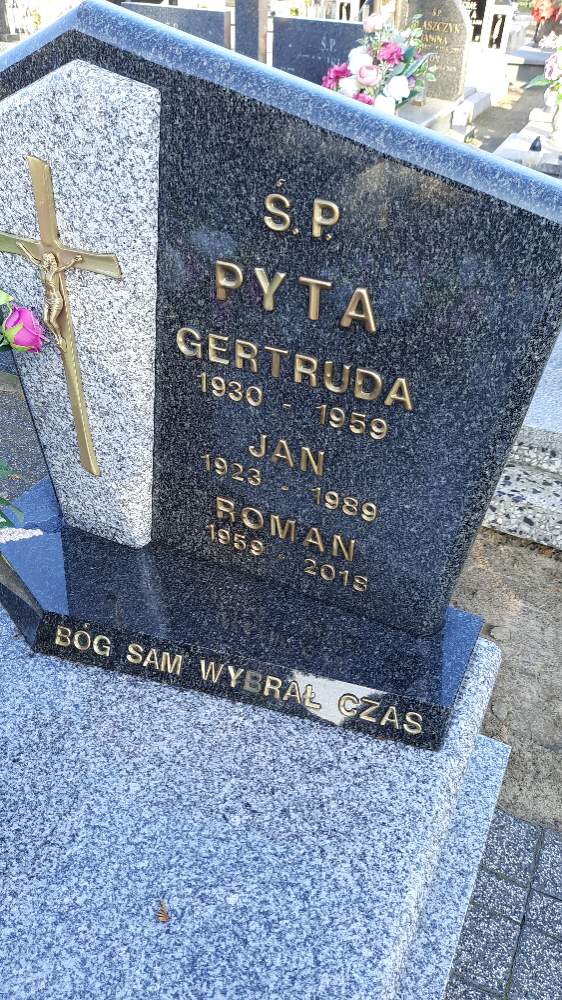 Ś.P.
PYTA
GERTRUDA
1930 - 1959
JAN
1923 - 1989
ROMAN
1959 - 2018
BÓG SAM WYBRAŁ CZAS
Ś.P.